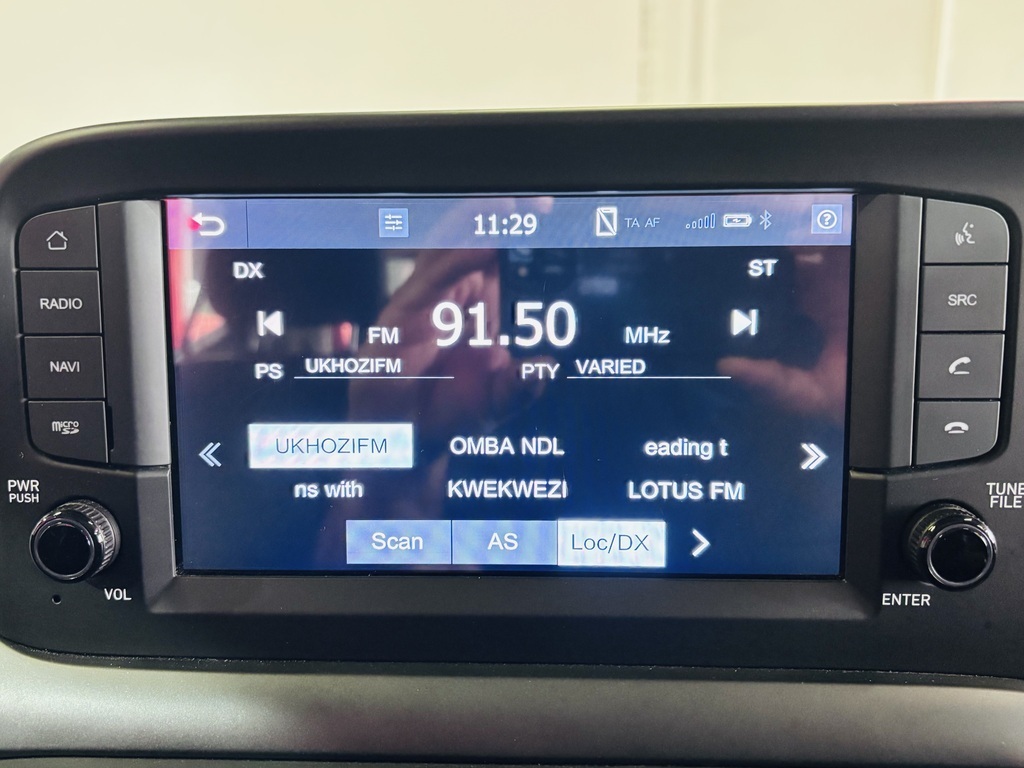 11:29
TA AF
?
DX
ST
RADIO
SRC
FM 91.50 MHz
PS UKHOZIFM PTY VARIED
NAVI
micro SD
UKHOZIFM OMBA NDL eading t
ns with KWEKWEZI LOTUS FM
PWR
PUSH
TUNE
FILE
Scan AS Loc/DX
VOL
ENTER